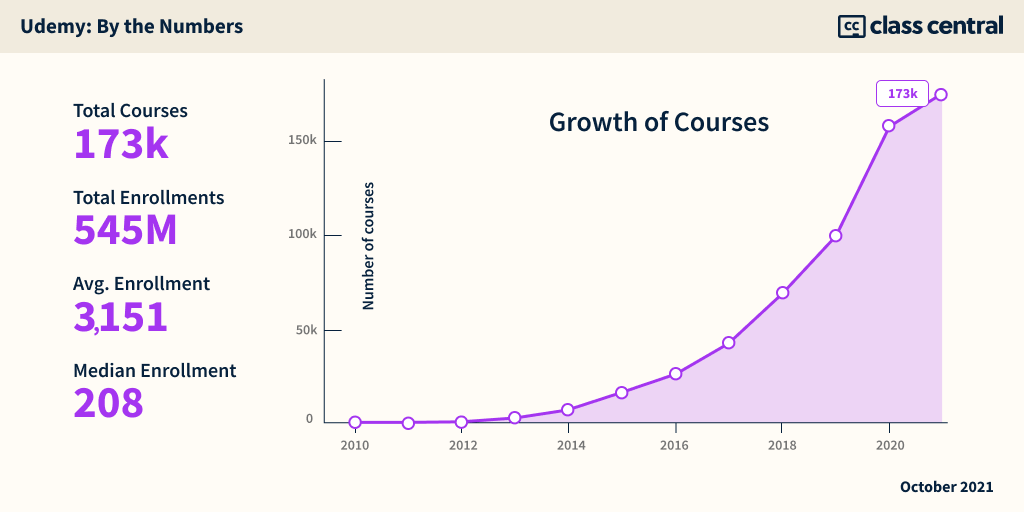 Udemy: By the Numbers
cc class central
Total Courses
173k
Total Enrollments
545M
Avg. Enrollment
3,151
Median Enrollment
208
Growth of Courses
173k
150k
100k
50k
0
Number of courses
2010
2012
2014
2016
2018
2020
October 2021